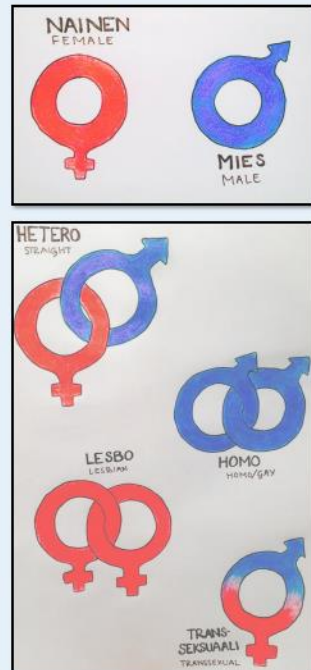 NAINEN
FEMALE
MIES
MALE
HETERO
STRAIGHT
HOMO
HOMO/GAY
LESBO
LESBIAN
TRANS-
SEKSUAALI
TRANSSEXUAL